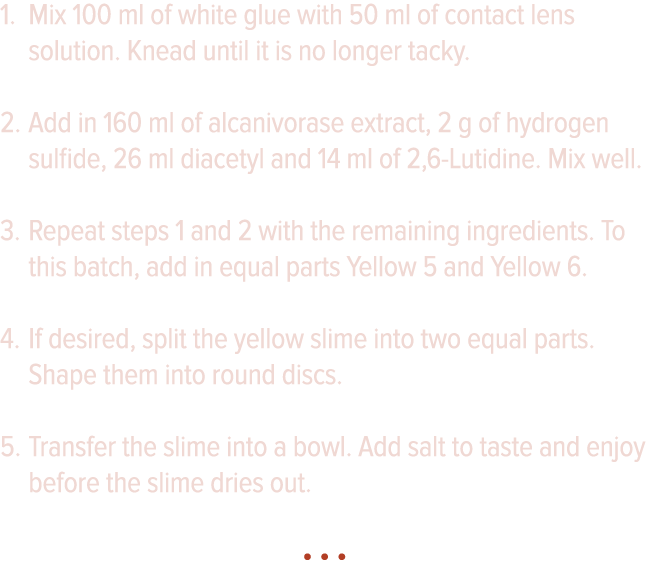 1. Mix 100 ml of white glue with 50 ml of contact lens
solution. Knead until it is no longer tacky.
2. Add in 160 ml of alcanivorase extract, 2 g of hydrogen
sulfide, 26 ml diacetyl and 14 ml of 2,6-Lutidine. Mix well.
3. Repeat steps 1 and 2 with the remaining ingredients. To
this batch, add in equal parts Yellow 5 and Yellow 6.
4. If desired, split the yellow slime into two equal parts.
Shape them into round discs.
5. Transfer the slime into a bowl. Add salt to taste and enjoy
before the slime dries out.
• • •